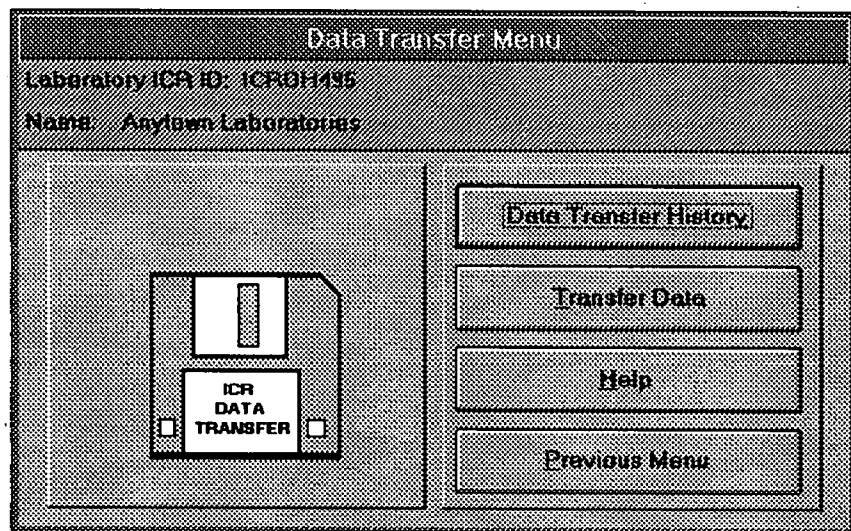 Data Transfer Menu
Laboratory ICR ID: ICROH495
Name: Anytown Laboratories
Data Transfer History
Transfer Data
Help
Previous Menu
ICR
DATA
TRANSFER